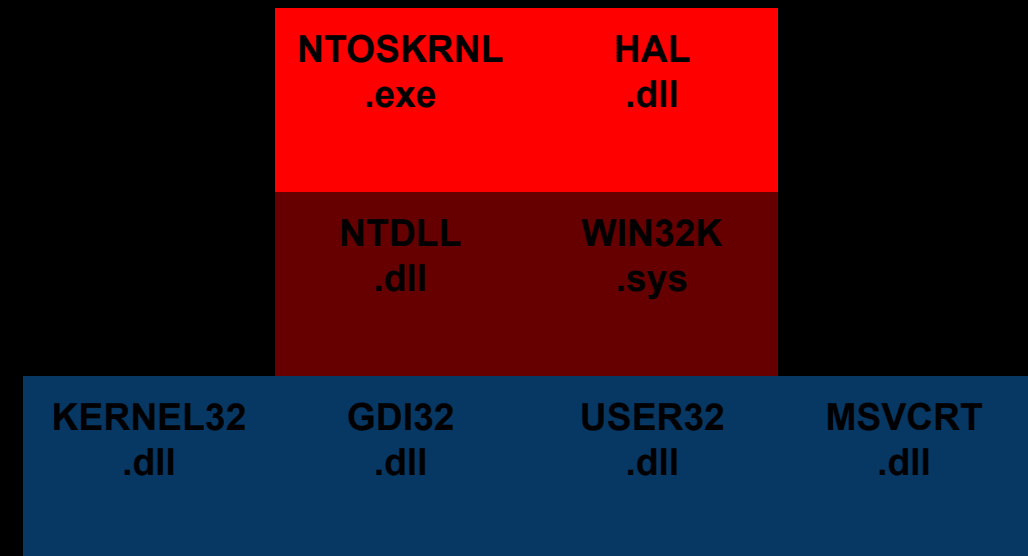 NTOSKRNL HAL
.exe .dll
NTDLL WIN32K
.dll .sys
KERNEL32 GDI32 USER32 MSVCRT
.dll .dll .dll .dll